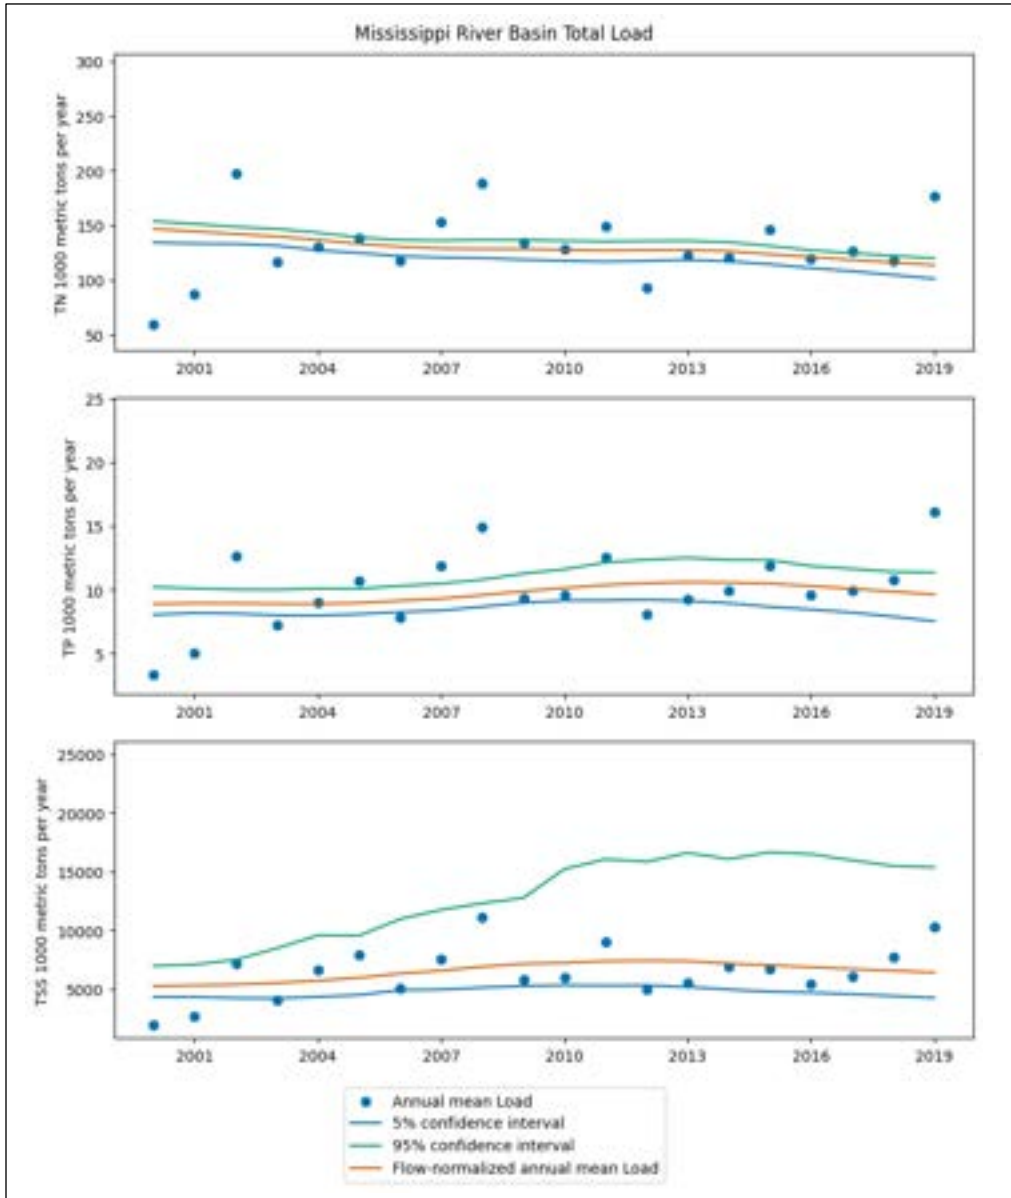 Mississippi River Basin Total Load
TN 1000 metric tons per year
300
250
200
150
100
50
2001 2004 2007 2010 2013 2016 2019
TP 1000 metric tons per year
25
20
15
10
5
2001 2004 2007 2010 2013 2016 2019
TSS 1000 metric tons per year
25000
20000
15000
10000
5000
2001 2004 2007 2010 2013 2016 2019
Annual mean Load
5% confidence interval
95% confidence interval
Flow-normalized annual mean Load